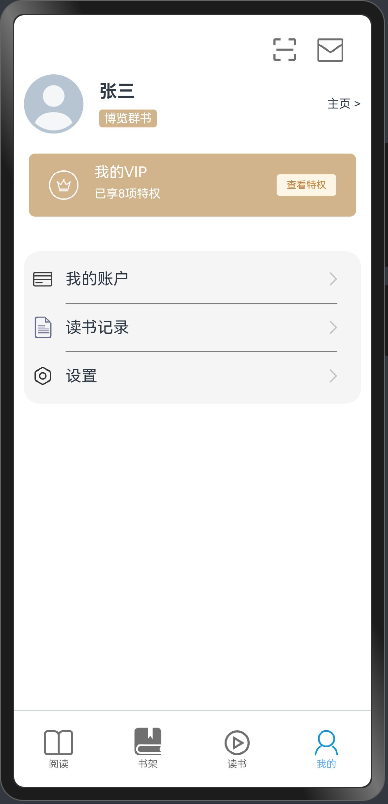 张三
博览群书
主页 >
我的VIP
已享8项特权
查看特权
我的账户
读书记录
设置
阅读
书架
读书
我的